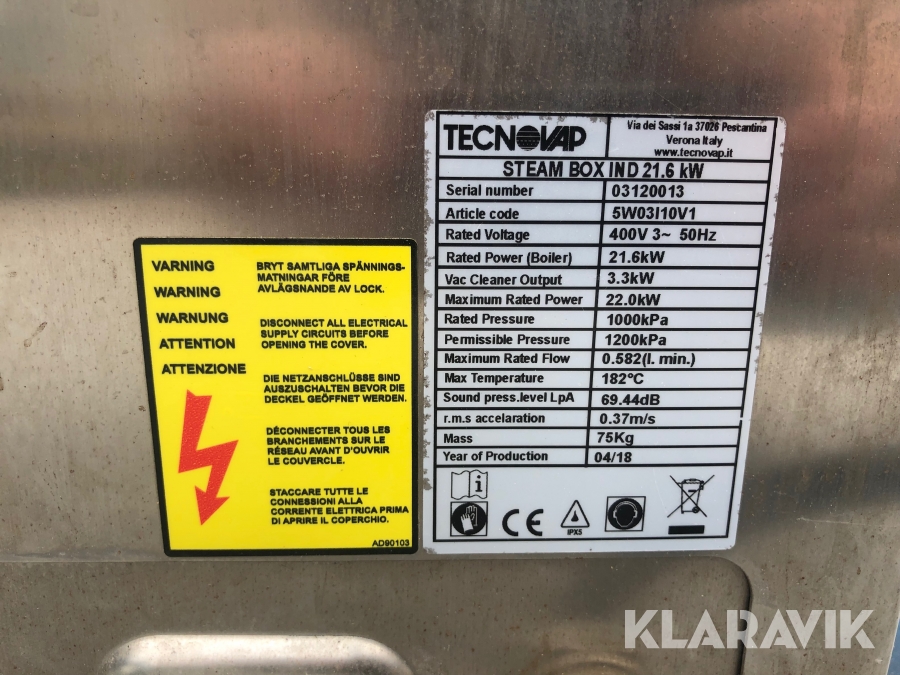 VARNING
WARNING
WARNUNG
ATTENTION
ATTENZIONE
BRYT SAMTLIGA SPÄNNINGS-
MATNINGAR FÖRE
AVLÄGSNANDE AV LOCK.
DISCONNECT ALL ELECTRICAL
SUPPLY CIRCUITS BEFORE
OPENING THE COVER.
DIE NETZANSCHLÜSSE SIND
AUSZUSCHALTEN BEVOR DIE
DECKEL GEÖFFNET WERDEN.
DÉCONNECTER TOUS LES
BRANCHEMENTS SUR LE
RÉSEAU AVANT D'OUVRIR
LE COUVERCLE.
STACCARE TUTTE LE
CONNESSIONI ALLA
CORRENTE ELETTRICA PRIMA
DI APRIRE IL COPERCHIO.
AD90103
TECNOVAP
Via dei Sassi 1a 37026 Pescantina
Verona Italy
www.tecnovap.it
STEAM BOX IND 21.6 kW
Serial number 03120013
Article code 5W03I10V1
Rated Voltage 400V 3~ 50Hz
Rated Power (Boiler) 21.6kW
Vac Cleaner Output 3.3kW
Maximum Rated Power 22.0kW
Rated Pressure 1000kPa
Permissible Pressure 1200kPa
Maximum Rated Flow 0.582(l. min.)
Max Temperature 182°C
Sound press.level LpA 69.44dB
r.m.s accelaration 0.37m/s
Mass 75Kg
Year of Production 04/18
i
CE
IPX5
KLARAVIK